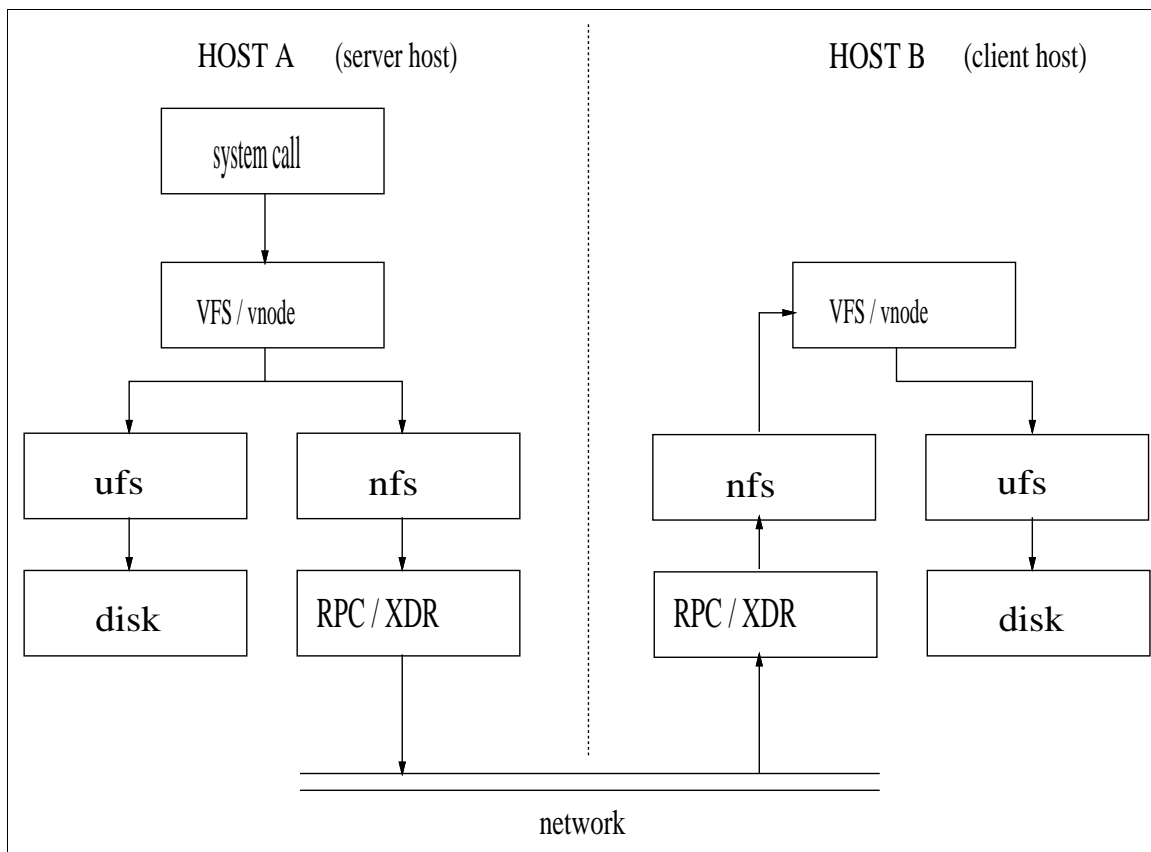 HOST A (server host)
HOST B (client host)
system call
VFS / vnode
VFS / vnode
ufs
nfs
nfs
ufs
disk
RPC / XDR
RPC / XDR
disk
network